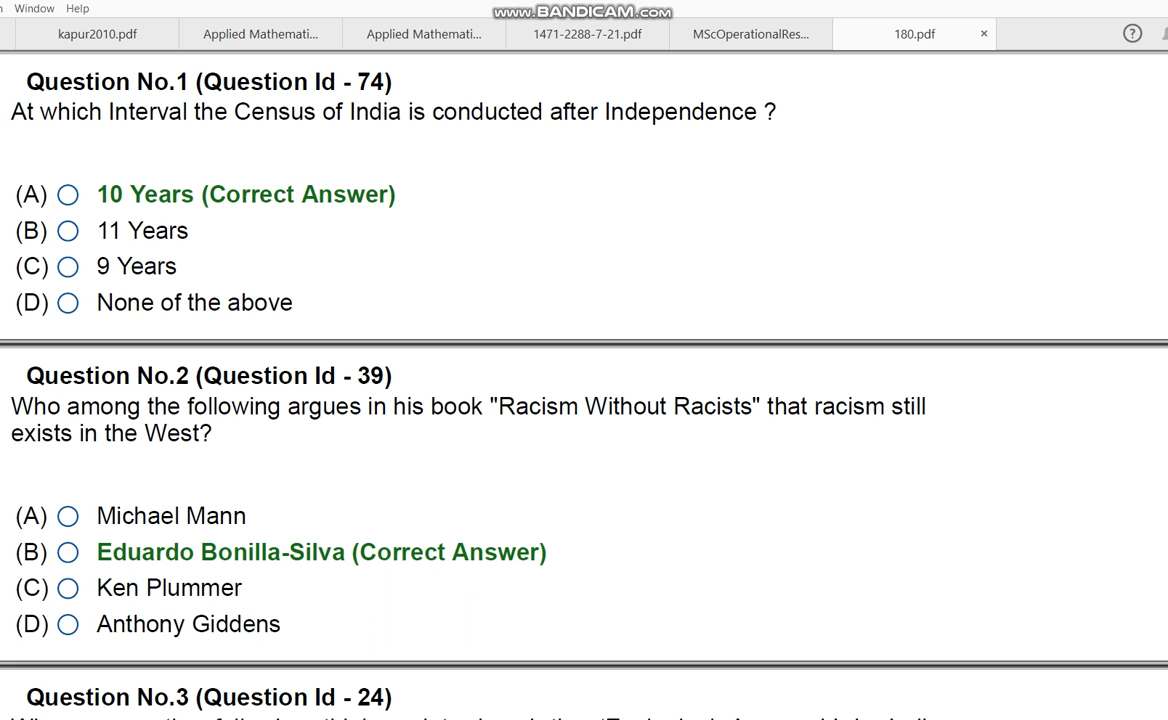 Window Help
www.BANDICAM.com
kapur2010.pdf Applied Mathemati... Applied Mathemati... 1471-2288-7-21.pdf MScOperationalRes... 180.pdf × ?
Question No.1 (Question Id - 74)
At which Interval the Census of India is conducted after Independence ?
(A) 10 Years (Correct Answer)
(B) 11 Years
(C) 9 Years
(D) None of the above
Question No.2 (Question Id - 39)
Who among the following argues in his book "Racism Without Racists" that racism still
exists in the West?
(A) Michael Mann
(B) Eduardo Bonilla-Silva (Correct Answer)
(C) Ken Plummer
(D) Anthony Giddens
Question No.3 (Question Id - 24)